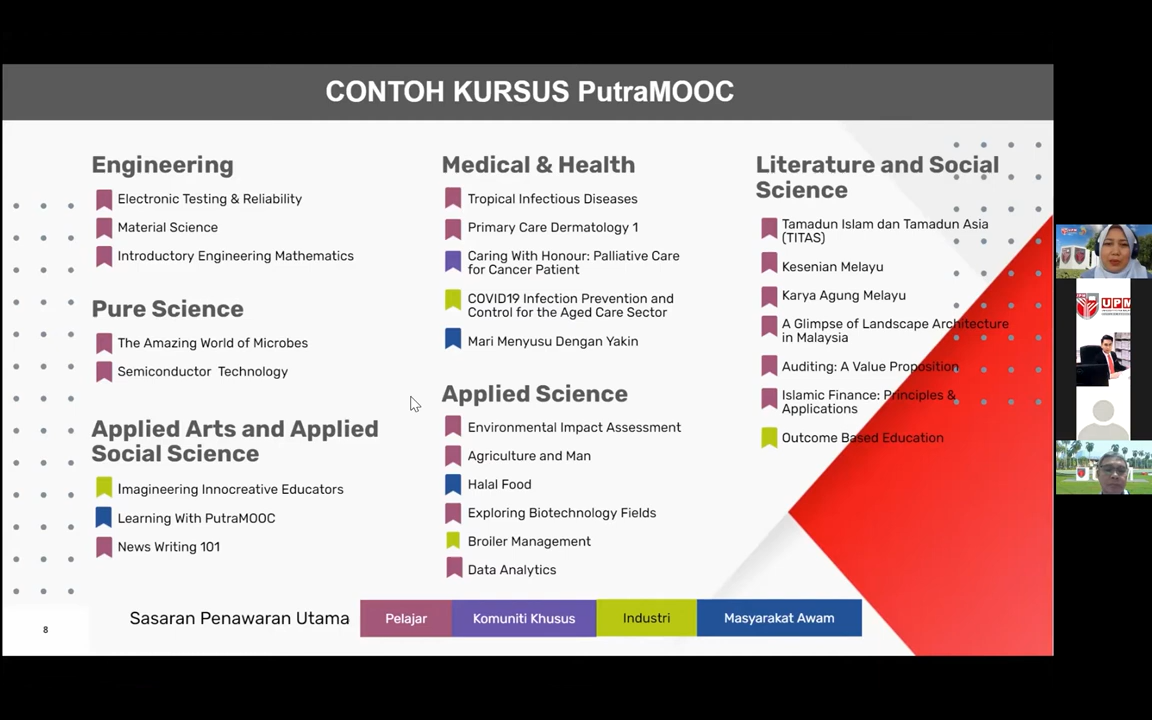 CONTOH KURSUS PutraMOOC
Engineering
Electronic Testing & Reliability
Material Science
Introductory Engineering Mathematics
Pure Science
The Amazing World of Microbes
Semiconductor Technology
Applied Arts and Applied
Social Science
Imagineering Innocreative Educators
Learning With PutraMOOC
News Writing 101
Medical & Health
Tropical Infectious Diseases
Primary Care Dermatology 1
Caring With Honour: Palliative Care
for Cancer Patient
COVID19 Infection Prevention and
Control for the Aged Care Sector
Mari Menyusu Dengan Yakin
Applied Science
Environmental Impact Assessment
Agriculture and Man
Halal Food
Exploring Biotechnology Fields
Broiler Management
Data Analytics
Literature and Social
Science
Tamadun Islam dan Tamadun Asia
(TITAS)
Kesenian Melayu
Karya Agung Melayu
A Glimpse of Landscape Architecture
in Malaysia
Auditing: A Value Proposition
Islamic Finance: Principles &
Applications
Outcome Based Education
Sasaran Penawaran Utama
Pelajar
Komuniti Khusus
Industri
Masyarakat Awam
8
UPM